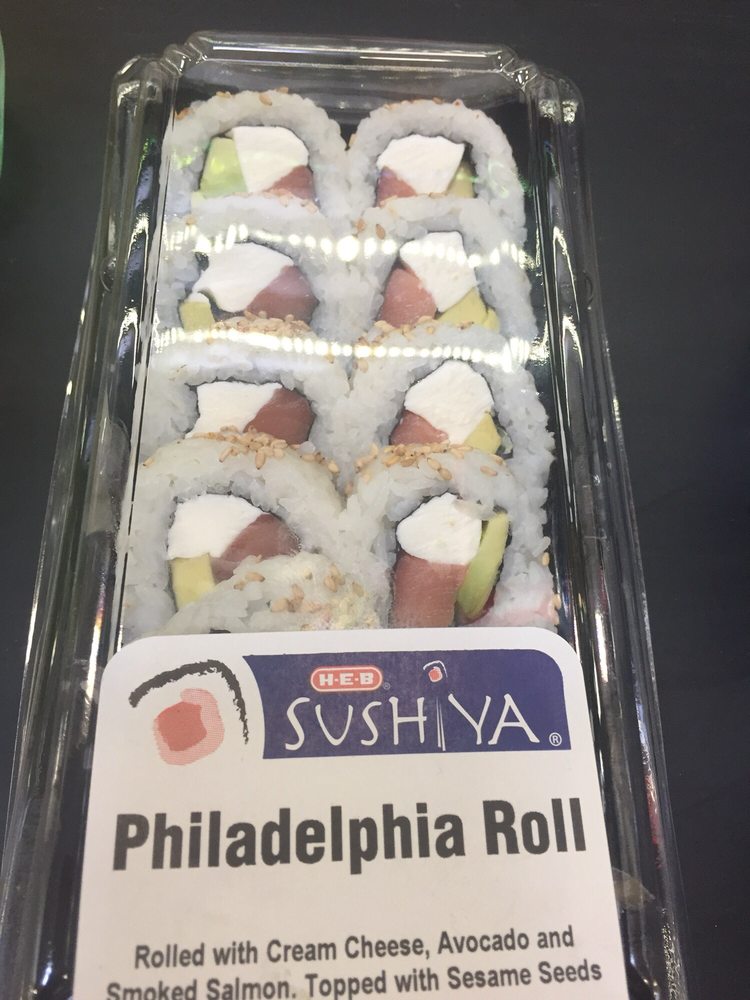 H-E-B®
SUSHIYA®
Philadelphia Roll
Rolled with Cream Cheese, Avocado and
Smoked Salmon. Topped with Sesame Seeds